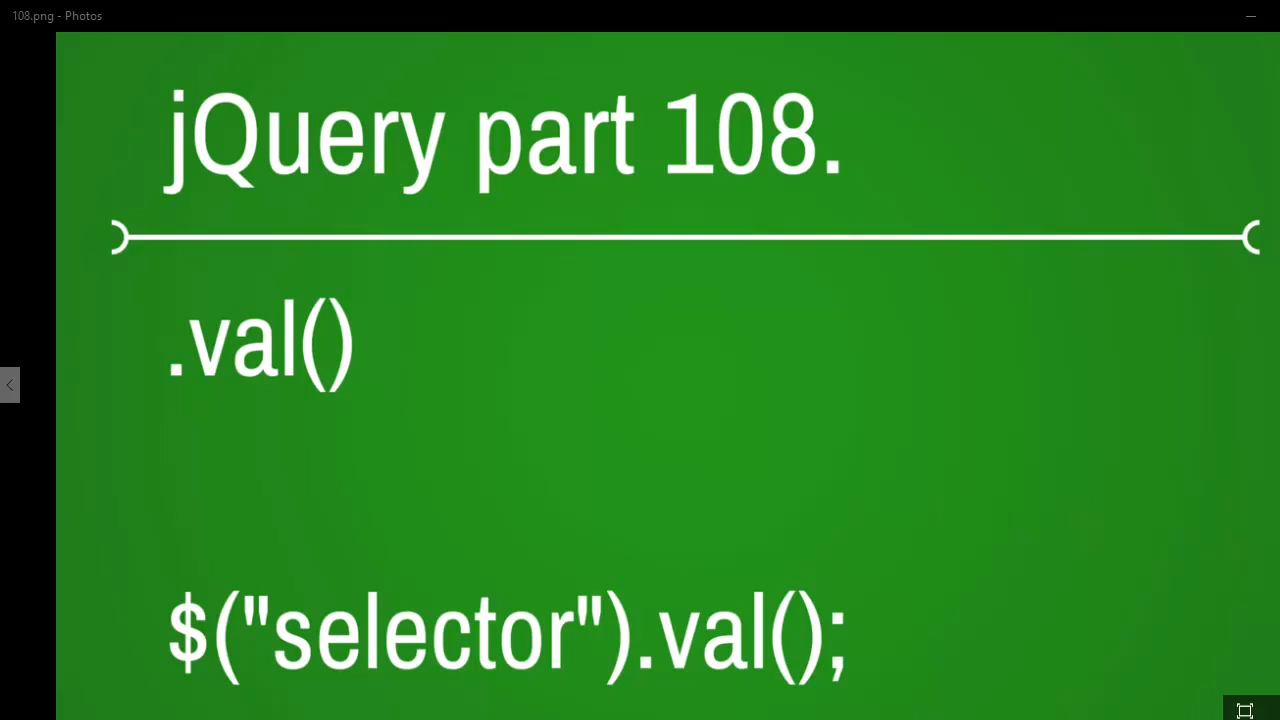 108.png - Photos
jQuery part 108.
.val()
$("selector").val();